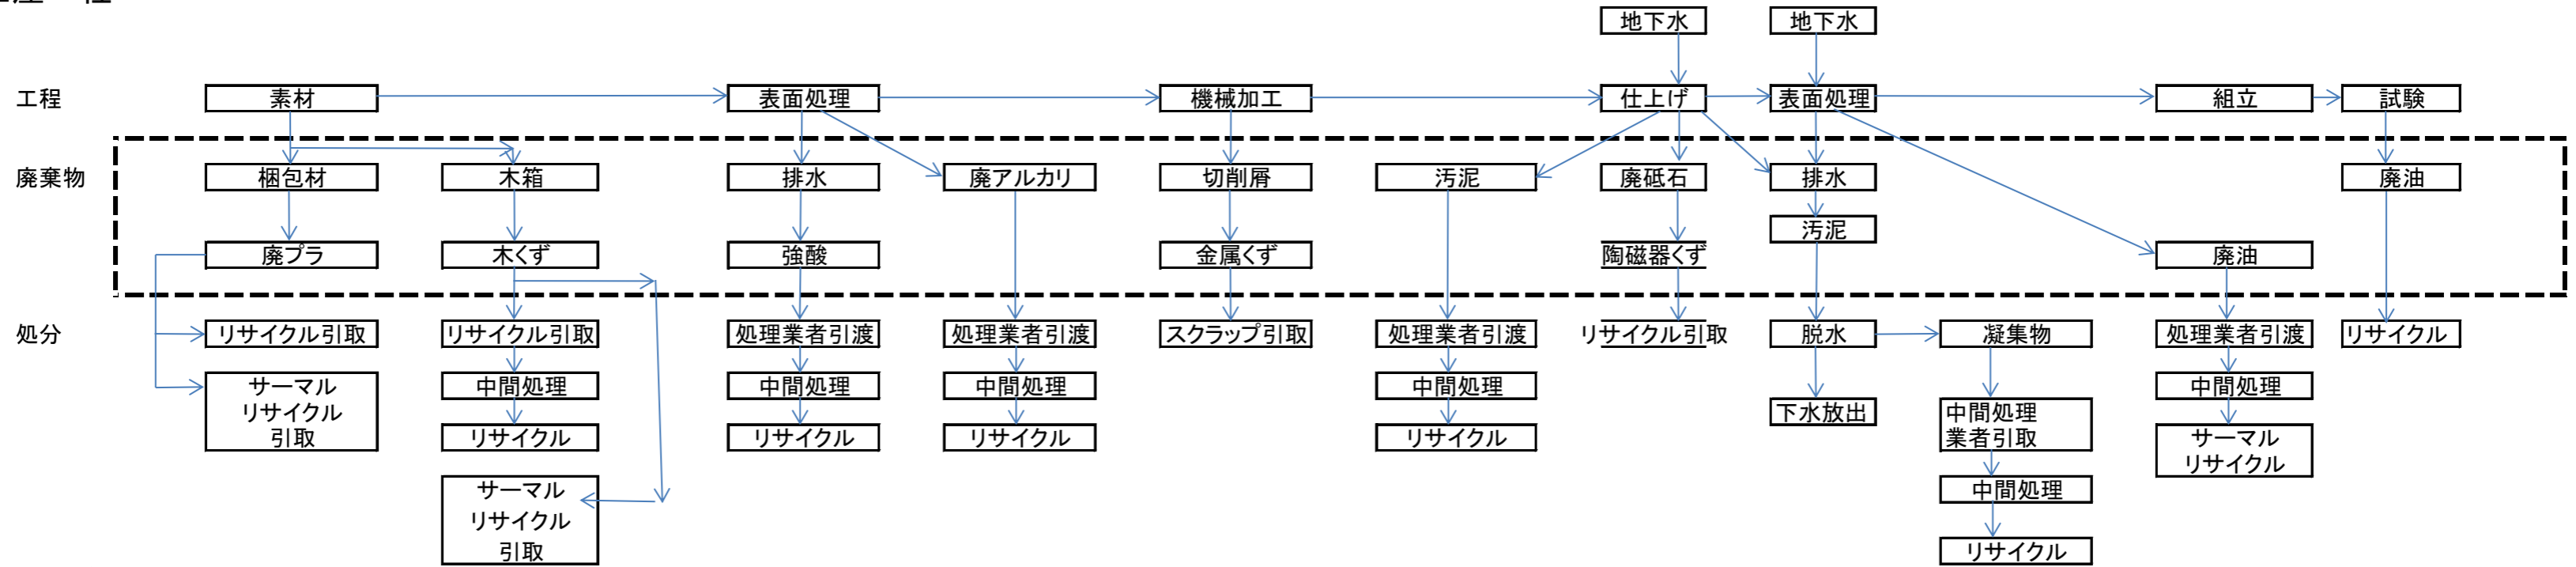 地下水
地下水
工程
素材
表面処理
機械加工
仕上げ
表面処理
組立
試験
廃棄物
梱包材
木箱
排水
廃アルカリ
切削屑
汚泥
廃砥石
排水
廃油
汚泥
廃プラ
木くず
強酸
金属くず
陶磁器くず
廃油
処分
リサイクル引取
リサイクル引取
処理業者引渡
処理業者引渡
スクラップ引取
処理業者引渡
リサイクル引取
脱水
凝集物
処理業者引渡
リサイクル
サーマル
リサイクル
引取
中間処理
中間処理
中間処理
中間処理
中間処理
リサイクル
リサイクル
リサイクル
リサイクル
下水放出
中間処理
業者引取
サーマル
リサイクル
サーマル
リサイクル
引取
中間処理
リサイクル